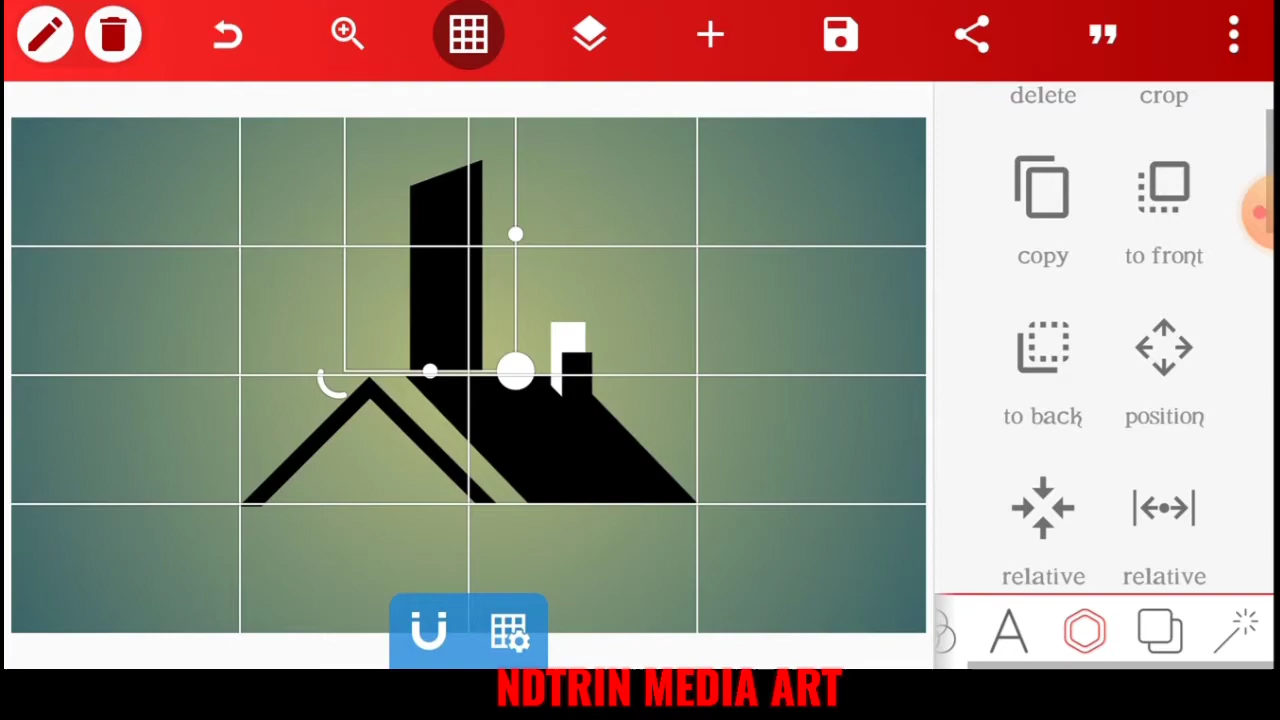 delete crop
copy to front
to back position
relative relative
A
NDTRIN MEDIA ART